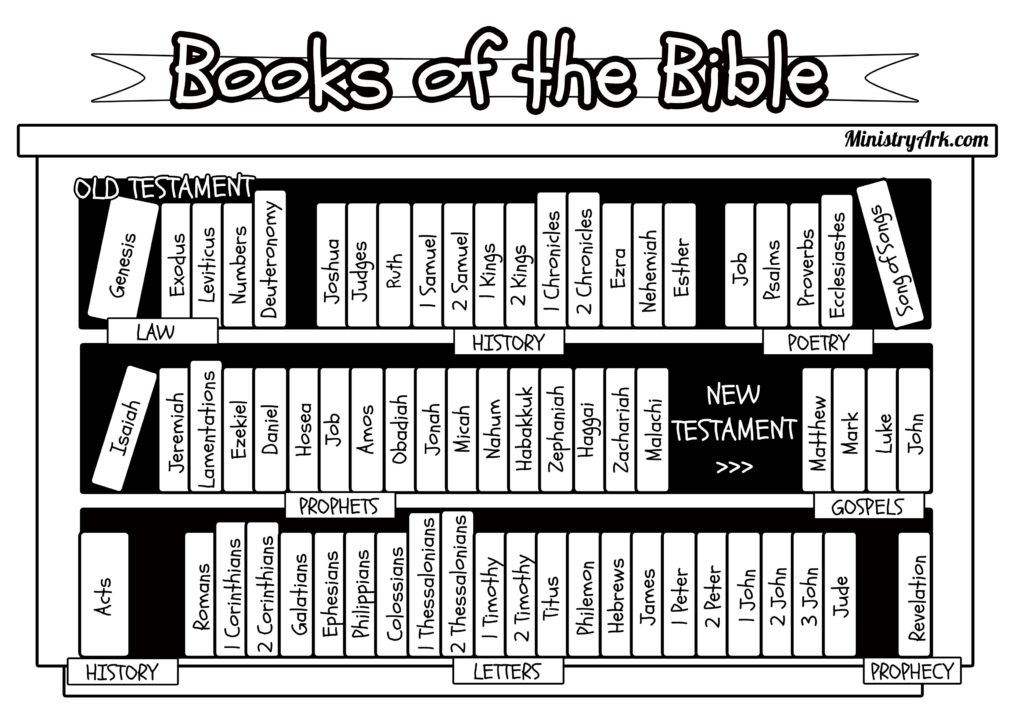 Books of the Bible
MinistryArk.com
OLD TESTAMENT
Genesis
Exodus
Leviticus
Numbers
Deuteronomy
Joshua
Judges
Ruth
1 Samuel
2 Samuel
1 Kings
2 Kings
1 Chronicles
2 Chronicles
Ezra
Nehemiah
Esther
Job
Psalms
Proverbs
Ecclesiastes
Song of Songs
LAW
HISTORY
POETRY
Isaiah
Jeremiah
Lamentations
Ezekiel
Daniel
Hosea
Job
Amos
Obadiah
Jonah
Micah
Nahum
Habakkuk
Zephaniah
Haggai
Zachariah
Malachi
NEW
TESTAMENT
>>>
Matthew
Mark
Luke
John
PROPHETS
GOSPELS
Acts
Romans
1 Corinthians
2 Corinthians
Galatians
Ephesians
Philippians
Colossians
1 Thessalonians
2 Thessalonians
1 Timothy
2 Timothy
Titus
Philemon
Hebrews
James
1 Peter
2 Peter
1 John
2 John
3 John
Jude
Revelation
HISTORY
LETTERS
PROPHECY